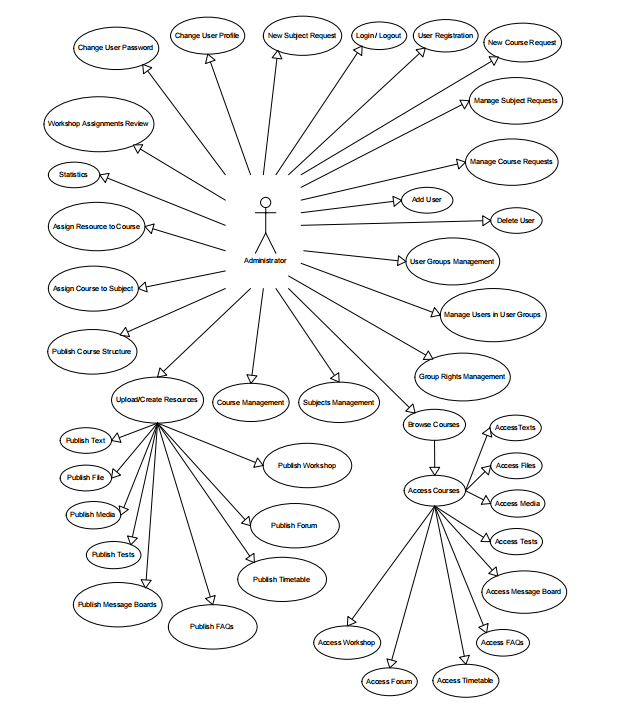 Change User Password
Change User Profile
New Subject Request
Login / Logout
User Registration
New Course Request
Manage Subject Requests
Workshop Assignments Review
Manage Course Requests
Statistics
Add User
Delete User
Assign Resource to Course
Administrator
User Groups Management
Assign Course to Subject
Manage Users in User Groups
Publish Course Structure
Group Rights Management
Upload/Create Resources
Course Management
Subjects Management
Browse Courses
Access Texts
Publish Text
Publish Workshop
Access Files
Publish File
Access Courses
Access Media
Publish Media
Publish Forum
Access Tests
Publish Tests
Publish Timetable
Access Message Board
Publish Message Boards
Publish FAQs
Access Workshop
Access FAQs
Access Forum
Access Timetable